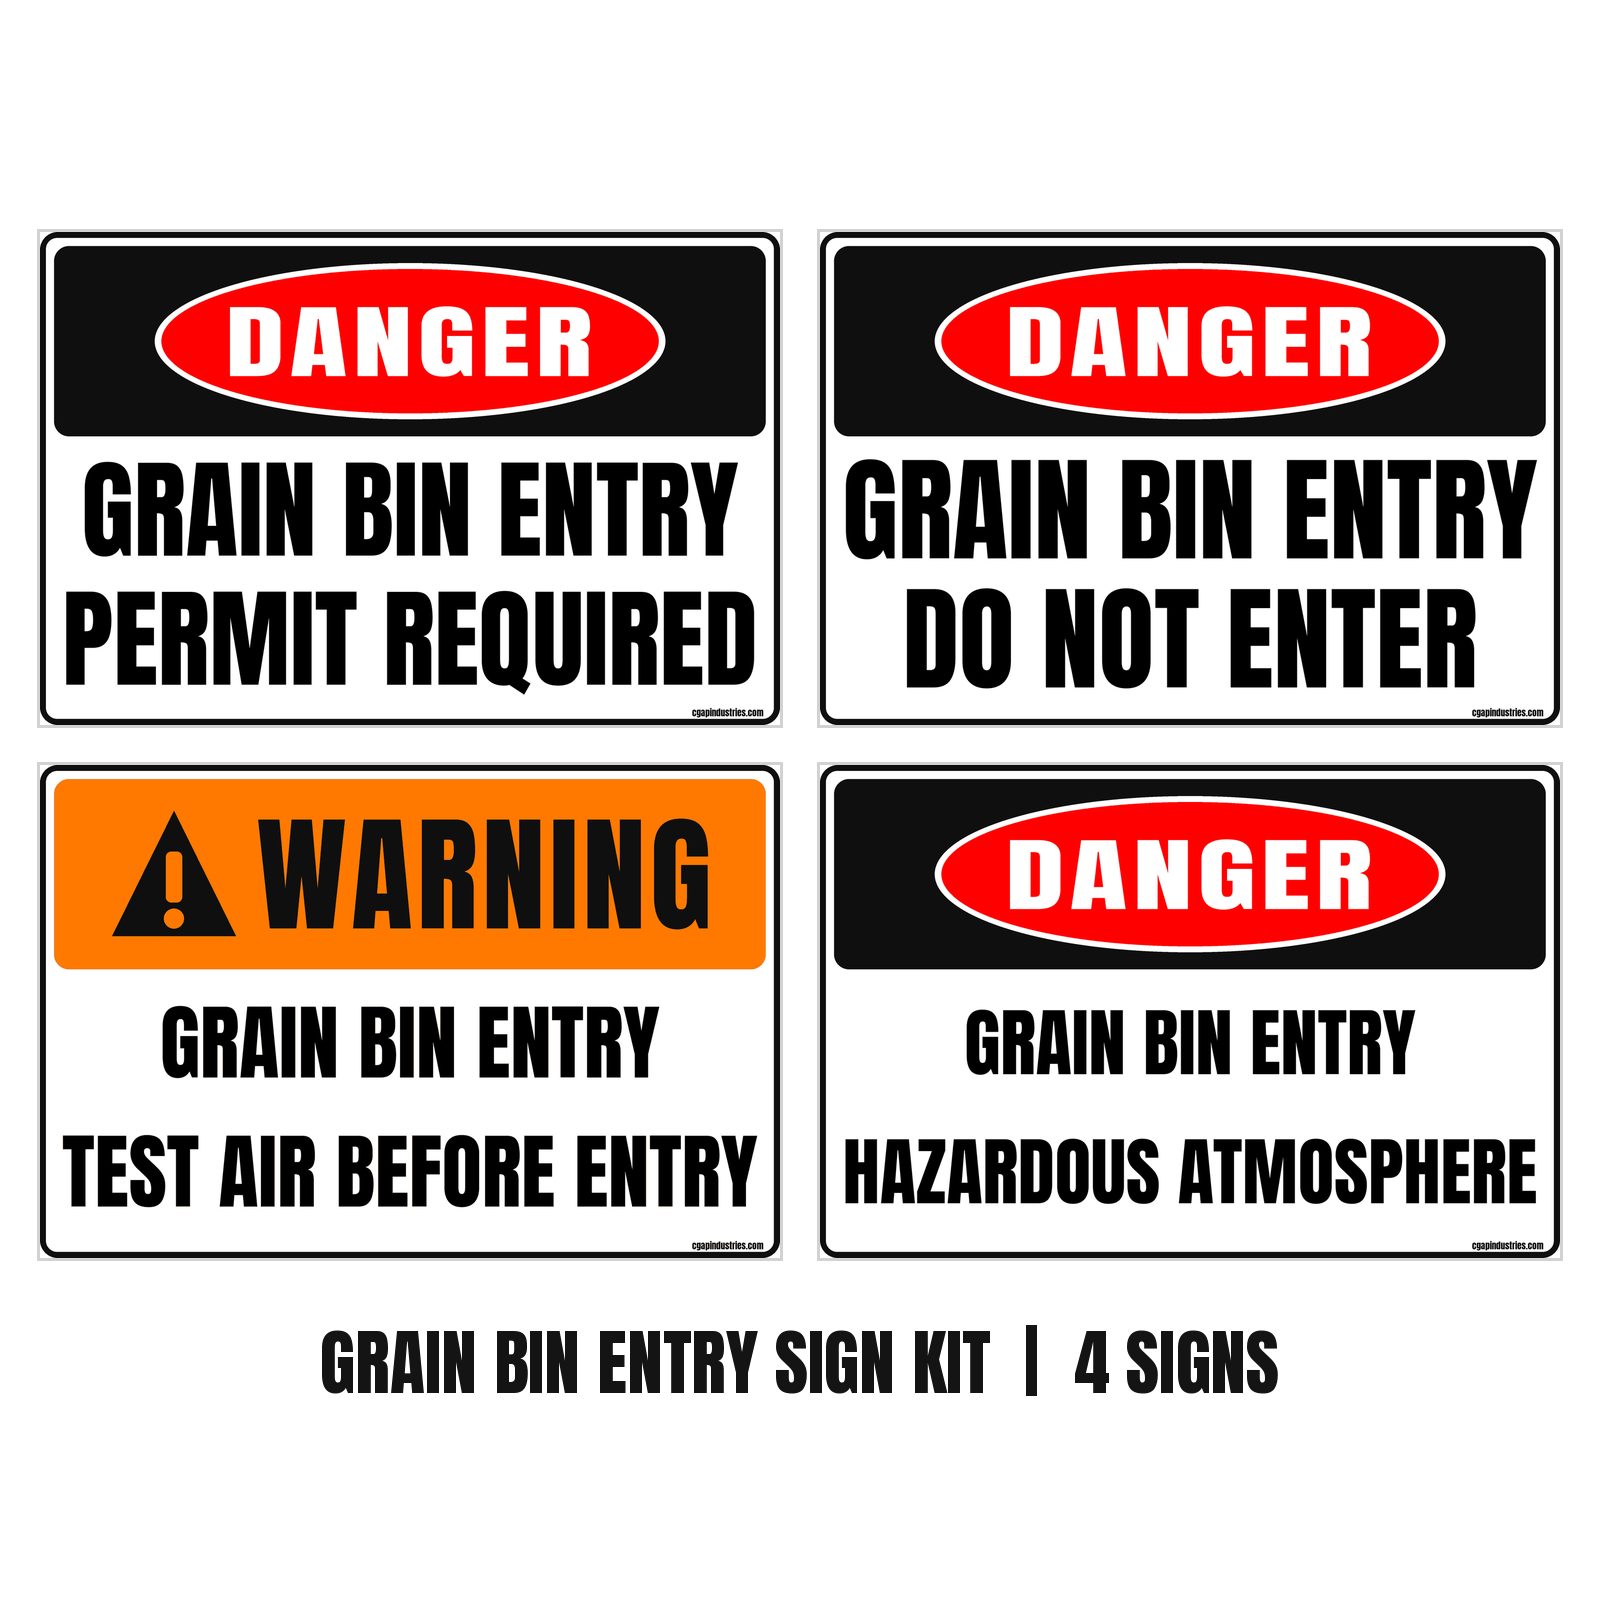 DANGER
GRAIN BIN ENTRY
PERMIT REQUIRED
cgapindustries.com
DANGER
GRAIN BIN ENTRY
DO NOT ENTER
cgapindustries.com
WARNING
GRAIN BIN ENTRY
TEST AIR BEFORE ENTRY
cgapindustries.com
DANGER
GRAIN BIN ENTRY
HAZARDOUS ATMOSPHERE
cgapindustries.com
GRAIN BIN ENTRY SIGN KIT | 4 SIGNS